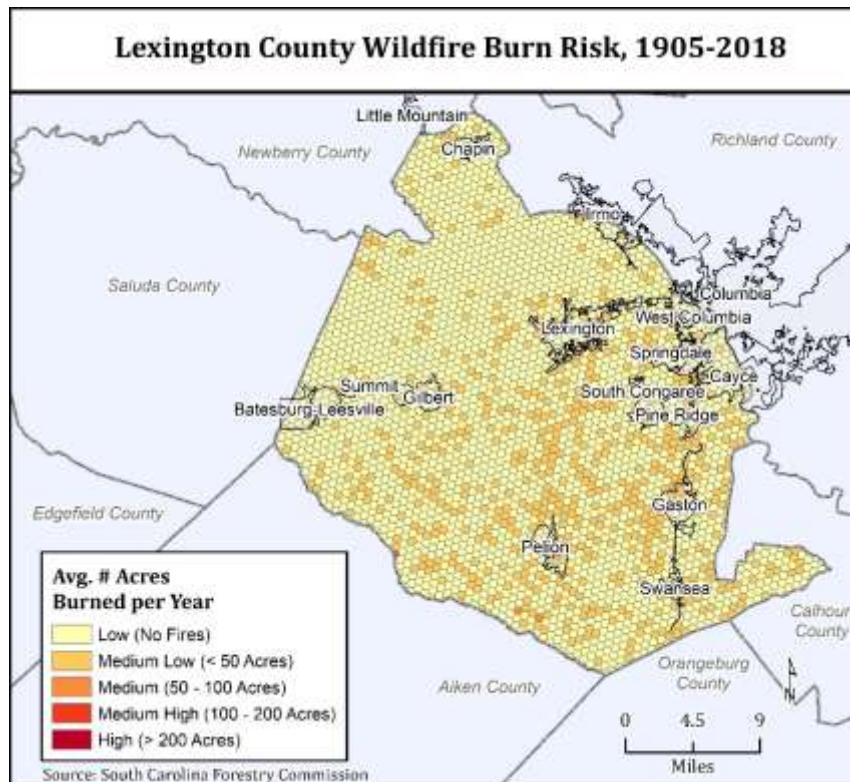 Lexington County Wildfire Burn Risk, 1905-2018
Little Mountain
Newberry County
Chapin
Richland County
Irmo
Saluda County
Columbia
West Columbia
Lexington
Springdale
Cayce
Summit
Gilbert
South Congaree
Batesburg-Leesville
Pine Ridge
Edgefield County
Gaston
Pelion
Swansea
Calhoun
County
Orangeburg
County
Aiken County
N
Avg. # Acres
Burned per Year
Low (No Fires)
Medium Low (< 50 Acres)
Medium (50 - 100 Acres)
Medium High (100 - 200 Acres)
High (> 200 Acres)
0 4.5 9
Miles
Source: South Carolina Forestry Commission